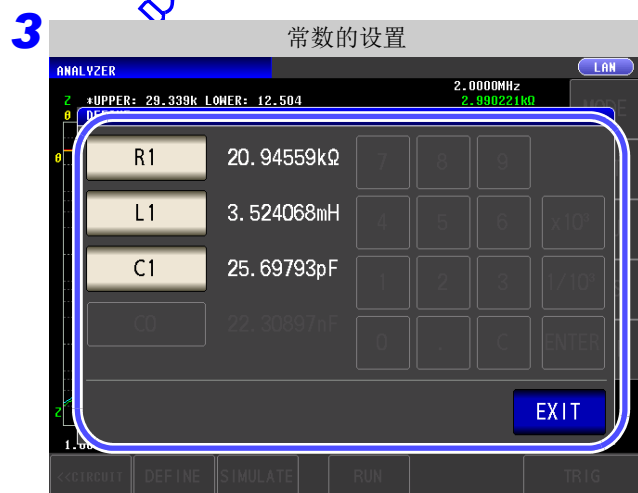 3
常数的设置
ANALYZER
LAN
2.0000MHz
Z *UPPER: 29.339k LOWER: 12.504 2.990221kΩ
θ DEFINE
MODE
θ
R1 20.94559kΩ 7 8 9
L1 3.524068mH 4 5 6 x10³
C1 25.69793pF 1 2 3 1/10³
C0 22.30897nF 0 . C ENTER
EXIT
Z
<<CIRCUIT DEFINE SIMULATE RUN TRIG